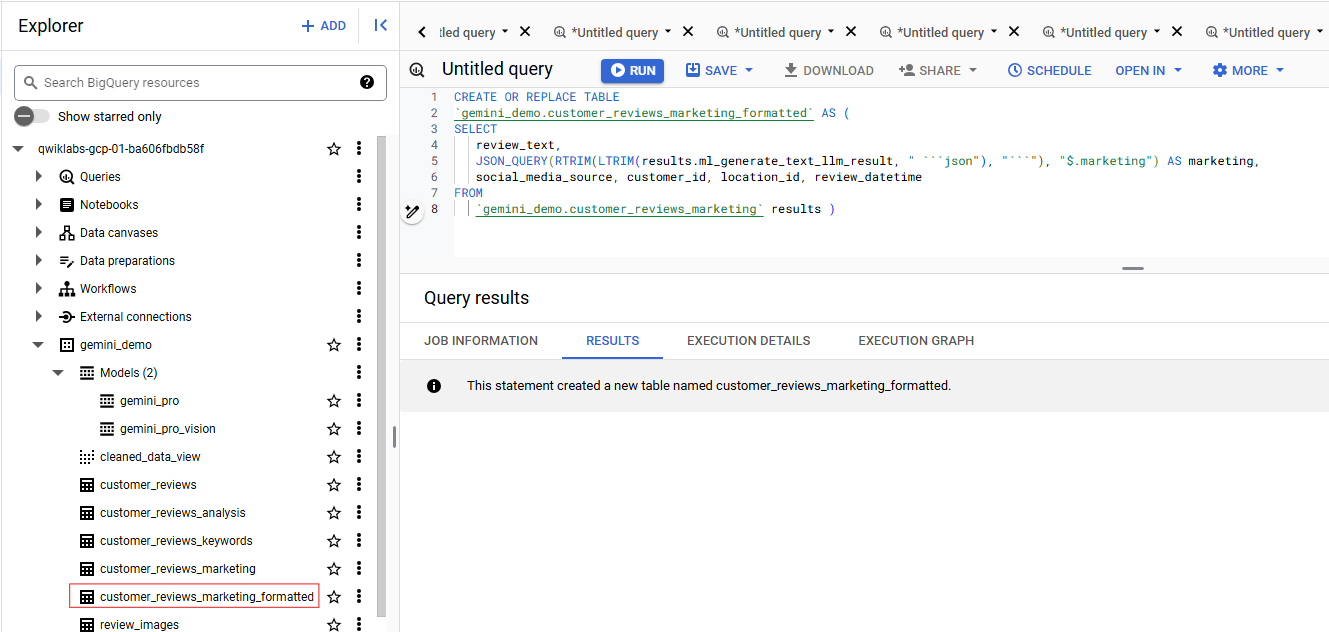 Explorer
+ ADD
Search BigQuery resources
Show starred only
qwiklabs-gcp-01-ba606fbdb58f
Queries
Notebooks
Data canvases
Data preparations
Workflows
External connections
gemini_demo
Models (2)
gemini_pro
gemini_pro_vision
cleaned_data_view
customer_reviews
customer_reviews_analysis
customer_reviews_keywords
customer_reviews_marketing
customer_reviews_marketing_formatted
review_images
tled query *Untitled query *Untitled query *Untitled query *Untitled query *Untitled query
Untitled query RUN SAVE DOWNLOAD SHARE SCHEDULE OPEN IN MORE
1 CREATE OR REPLACE TABLE
2 `gemini_demo.customer_reviews_marketing_formatted` AS (
3 SELECT
4 review_text,
5 JSON_QUERY(RTRIM(LTRIM(results.ml_generate_text_llm_result, " ```json"), "```"), "$.marketing") AS marketing,
6 social_media_source, customer_id, location_id, review_datetime
7 FROM
8 `gemini_demo.customer_reviews_marketing` results )
Query results
JOB INFORMATION RESULTS EXECUTION DETAILS EXECUTION GRAPH
This statement created a new table named customer_reviews_marketing_formatted.